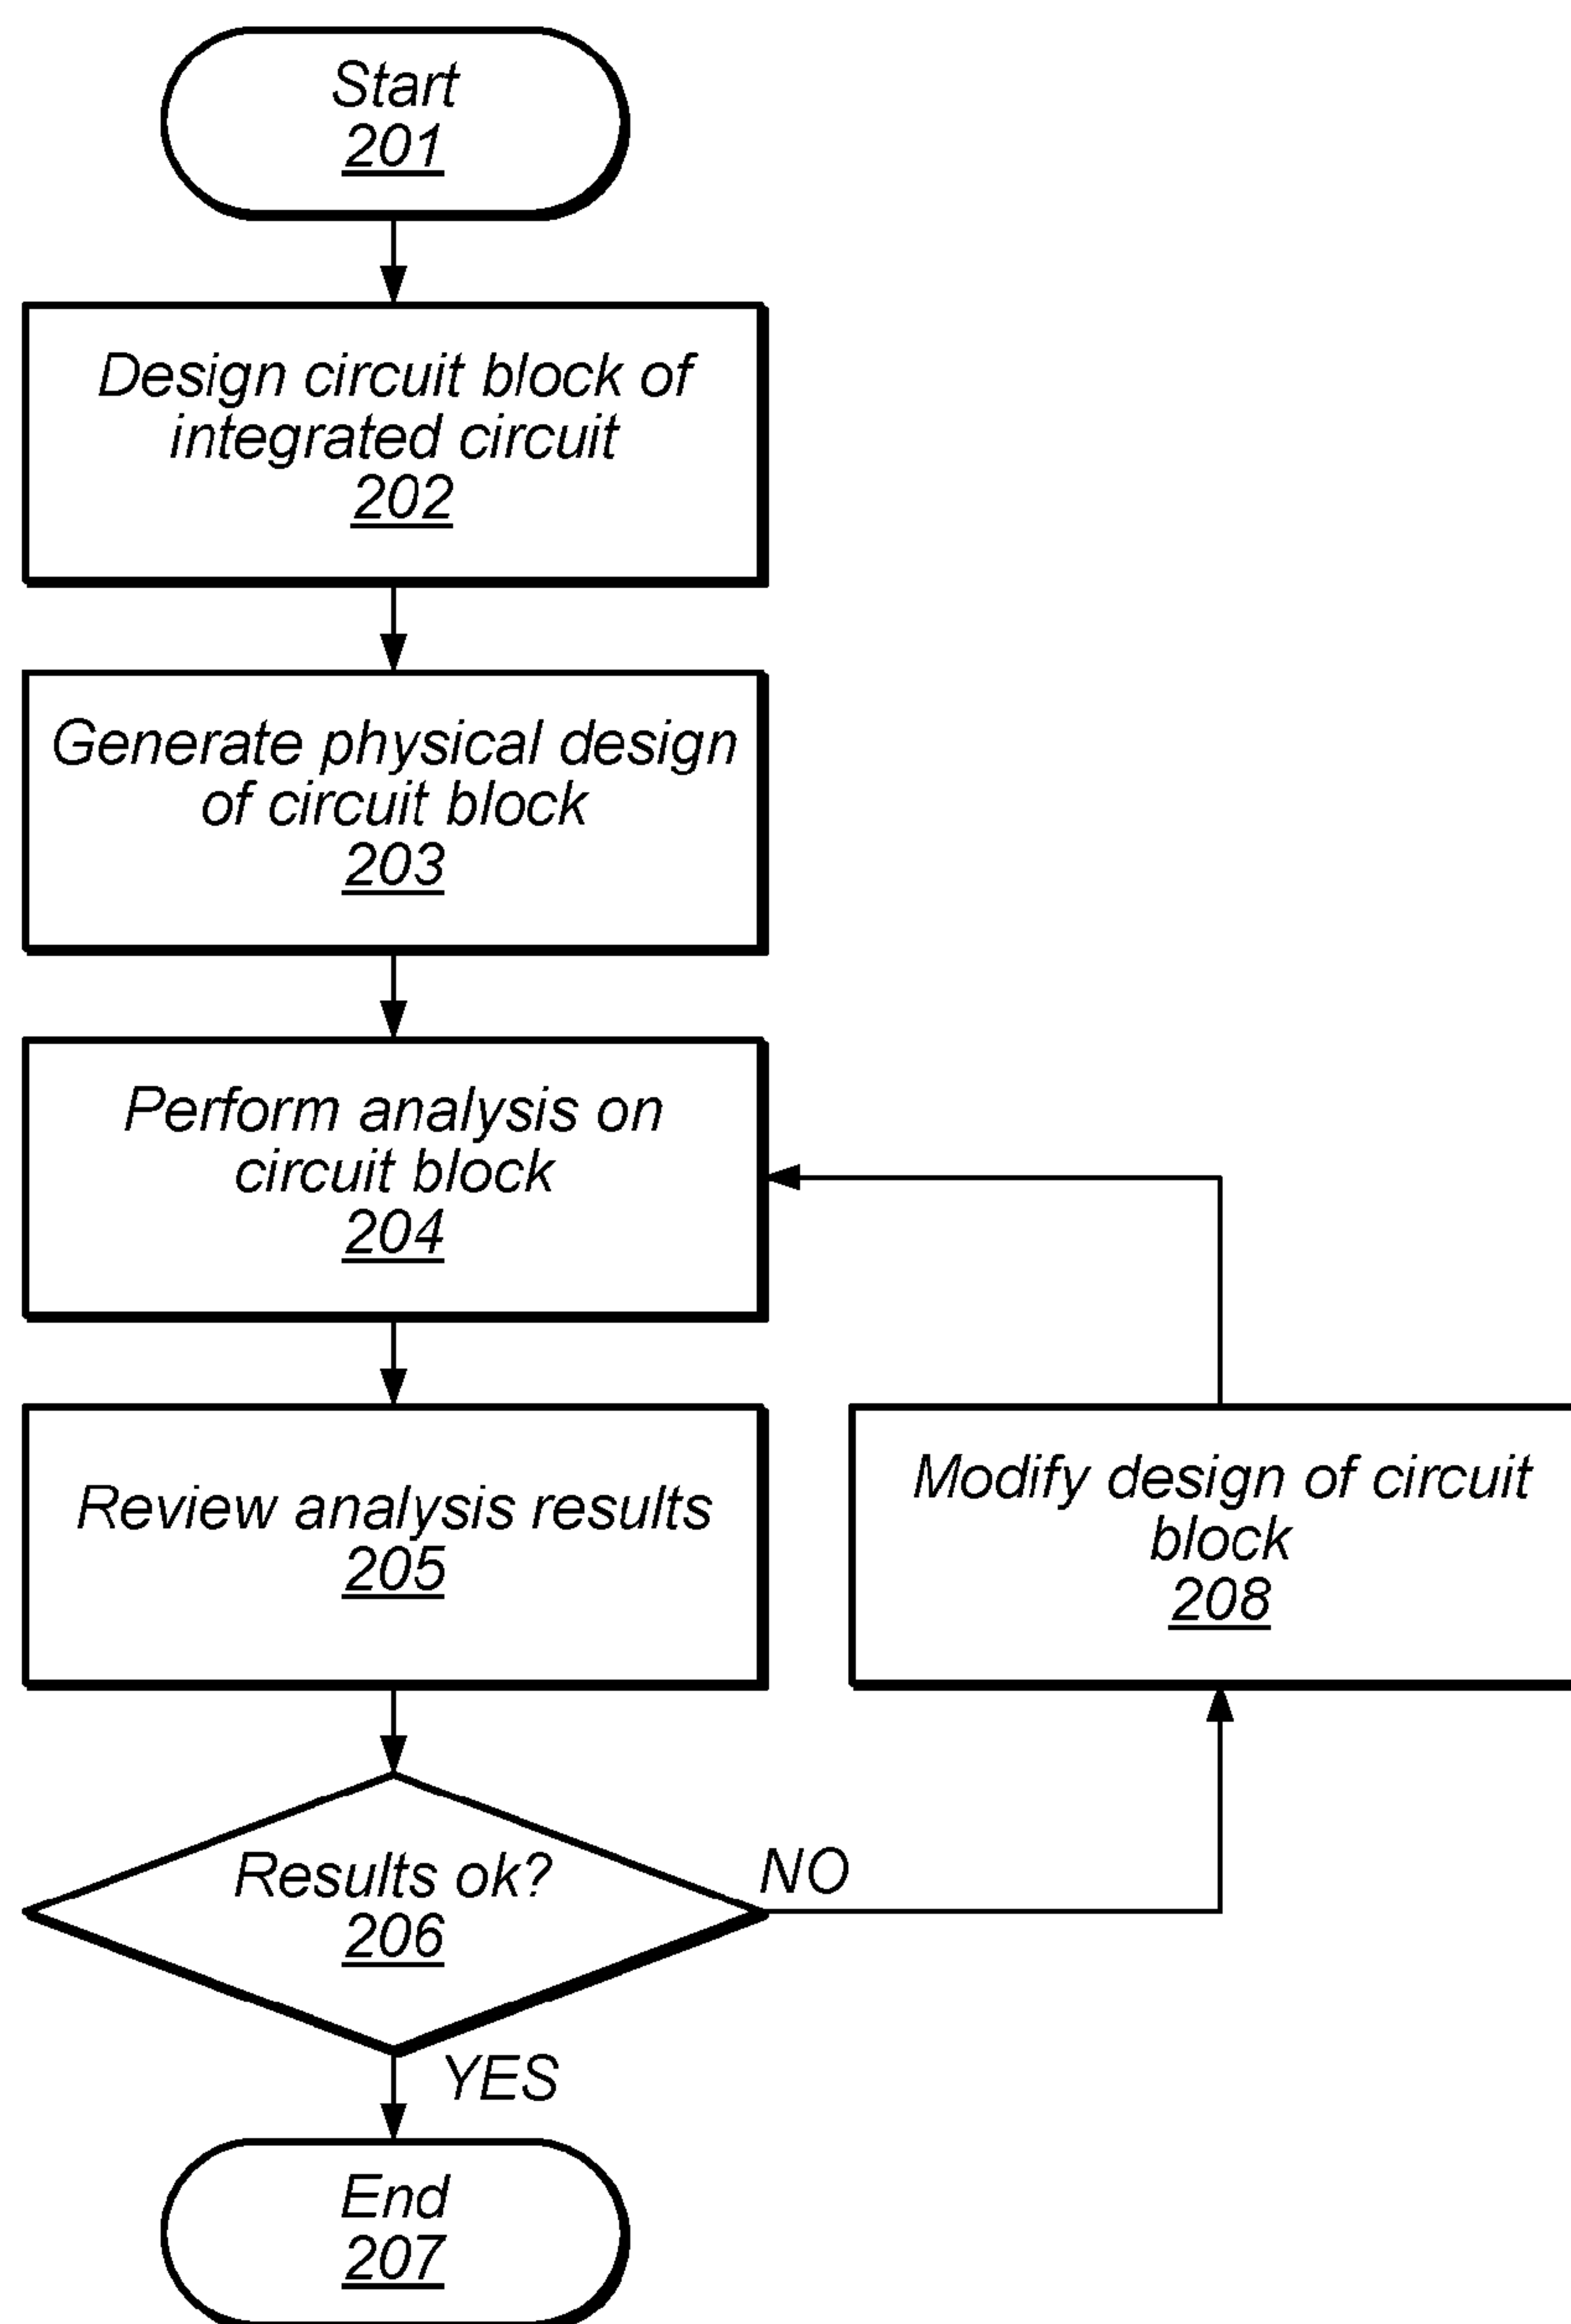 Start
201
Design circuit block of
integrated circuit
202
Generate physical design
of circuit block
203
Perform analysis on
circuit block
204
Review analysis results
205
Modify design of circuit
block
208
Results ok?
206
NO
YES
End
207